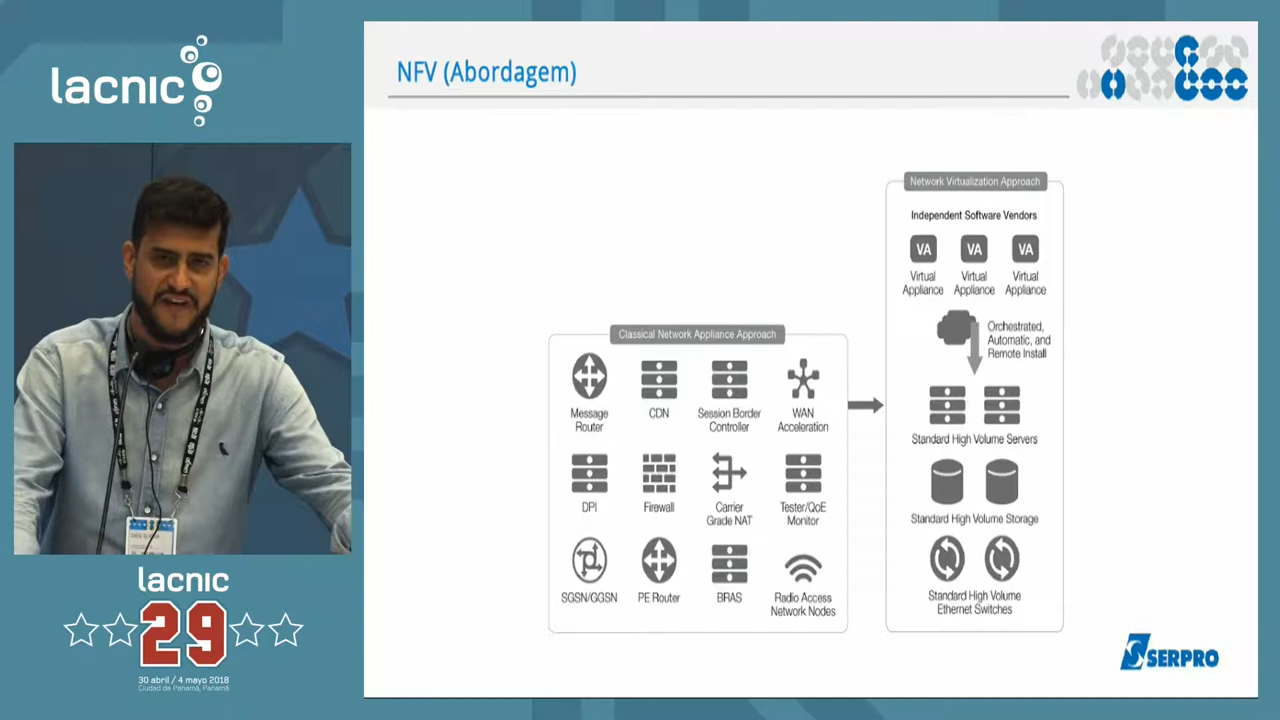 lacnic
NFV (Abordagem)
Network Virtualization Approach
Independent Software Vendors
VA VA VA
Virtual Appliance
Virtual Appliance
Virtual Appliance
Orchestrated,
Automatic, and
Remote Install
Standard High Volume Servers
Standard High Volume Storage
Standard High Volume
Ethernet Switches
Classical Network Appliance Approach
Message
Router
CDN
Session Border
Controller
WAN
Acceleration
DPI
Firewall
Carrier
Grade NAT
Tester/QoE
Monitor
SGSN/GGSN
PE Router
BRAS
Radio Access
Network Nodes
SERPRO
lacnic
29
30 abril / 4 mayo 2018
Ciudad de Panamá, Panamá